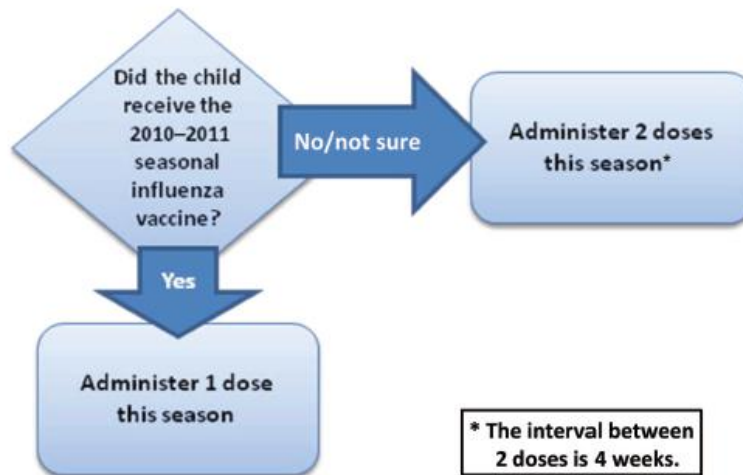 Did the child
receive the
2010–2011
seasonal
influenza
vaccine?
No/not sure
Administer 2 doses
this season*
Yes
Administer 1 dose
this season
* The interval between
2 doses is 4 weeks.